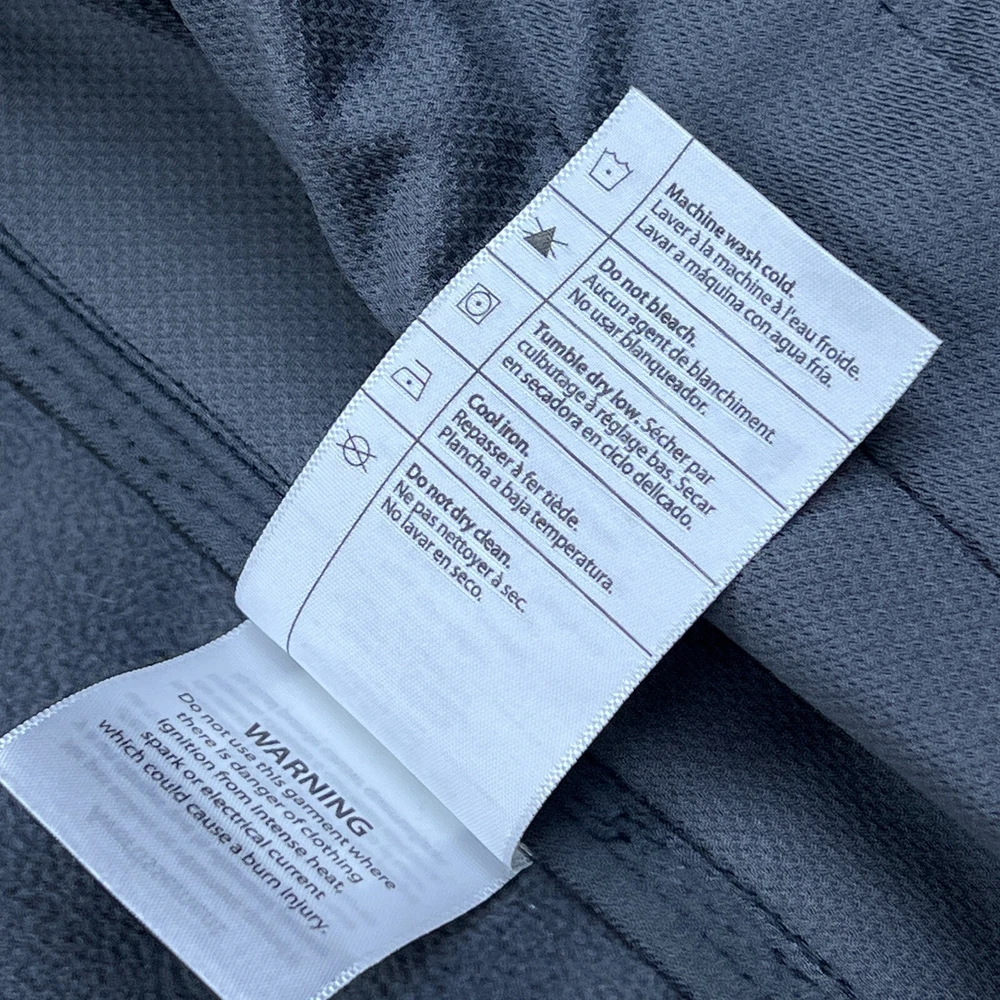 Machine wash cold.
Laver à la machine à l'eau froide.
Lavar a máquina con agua fría.
Do not bleach.
Aucun agent de blanchiment.
No usar blanqueador.
Tumble dry low. Sécher par
culbutage à réglage bas. Secar
en secadora en ciclo delicado.
Cool iron.
Repasser à fer tiède.
Plancha a baja temperatura.
Do not dry clean.
Ne pas nettoyer à sec.
No lavar en seco.
WARNING
Do not use this garment where
there is danger of clothing
ignition from intense heat,
spark or electrical current
which could cause a burn injury.